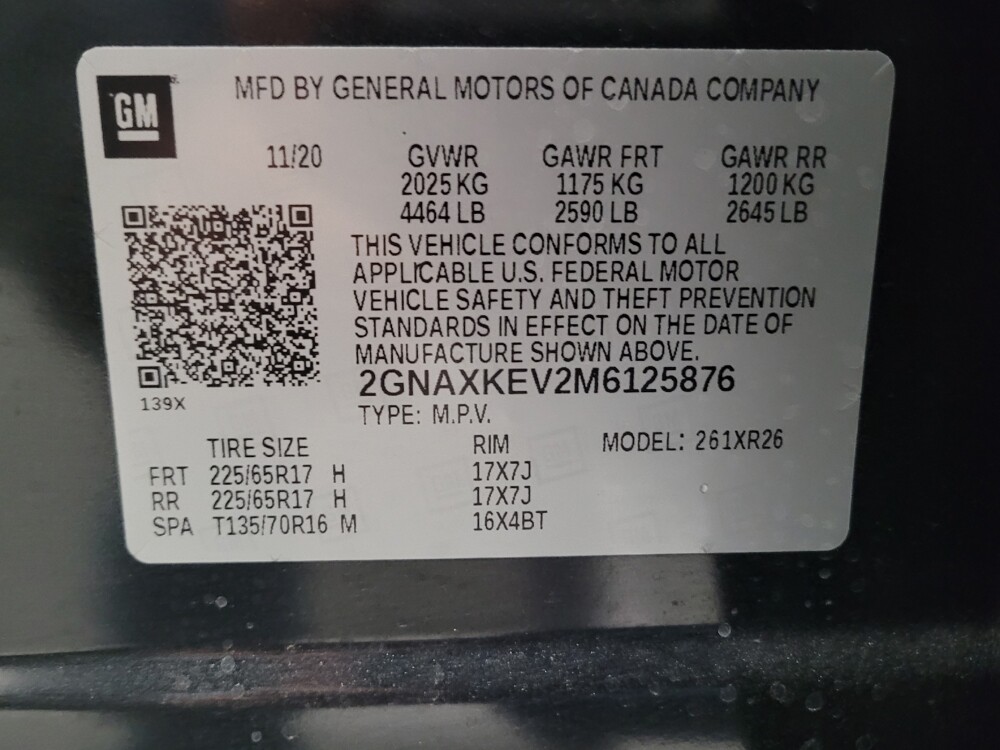 GM
MFD BY GENERAL MOTORS OF CANADA COMPANY
11/20 GVWR GAWR FRT GAWR RR
2025 KG 1175 KG 1200 KG
4464 LB 2590 LB 2645 LB
THIS VEHICLE CONFORMS TO ALL
APPLICABLE U.S. FEDERAL MOTOR
VEHICLE SAFETY AND THEFT PREVENTION
STANDARDS IN EFFECT ON THE DATE OF
MANUFACTURE SHOWN ABOVE.
2GNAXKEV2M6125876
139X
TYPE: M.P.V.
TIRE SIZE RIM MODEL: 261XR26
FRT 225/65R17 H 17X7J
RR 225/65R17 H 17X7J
SPA T135/70R16 M 16X4BT